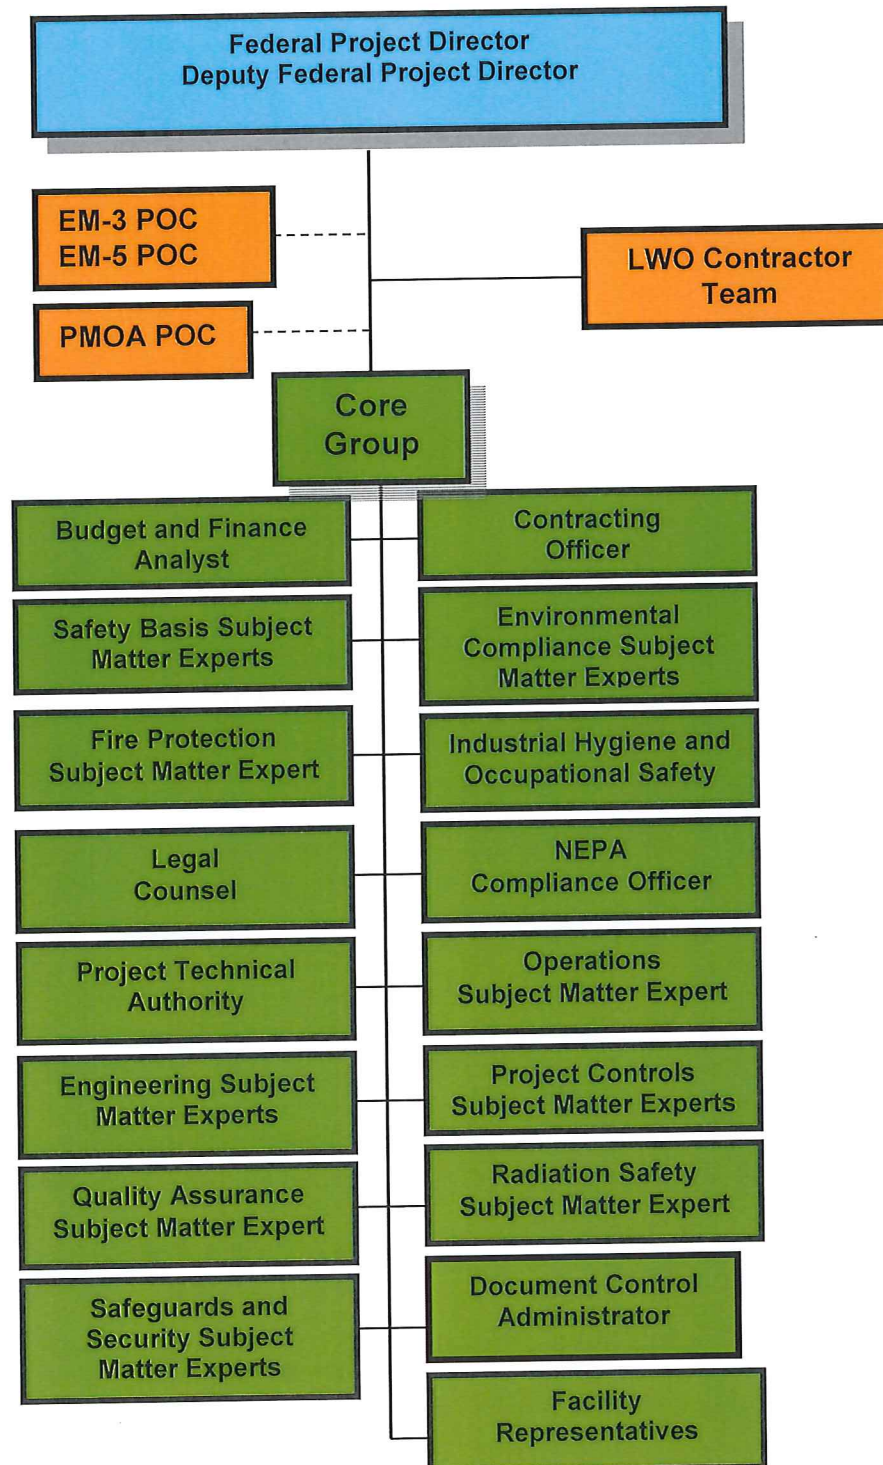 Federal Project Director
Deputy Federal Project Director
EM-3 POC
EM-5 POC
LWO Contractor
Team
PMOA POC
Core
Group
Budget and Finance
Analyst
Contracting
Officer
Safety Basis Subject
Matter Experts
Environmental
Compliance Subject
Matter Experts
Fire Protection
Subject Matter Expert
Industrial Hygiene and
Occupational Safety
Legal
Counsel
NEPA
Compliance Officer
Project Technical
Authority
Operations
Subject Matter Expert
Engineering Subject
Matter Experts
Project Controls
Subject Matter Experts
Quality Assurance
Subject Matter Expert
Radiation Safety
Subject Matter Expert
Safeguards and
Security Subject
Matter Experts
Document Control
Administrator
Facility
Representatives